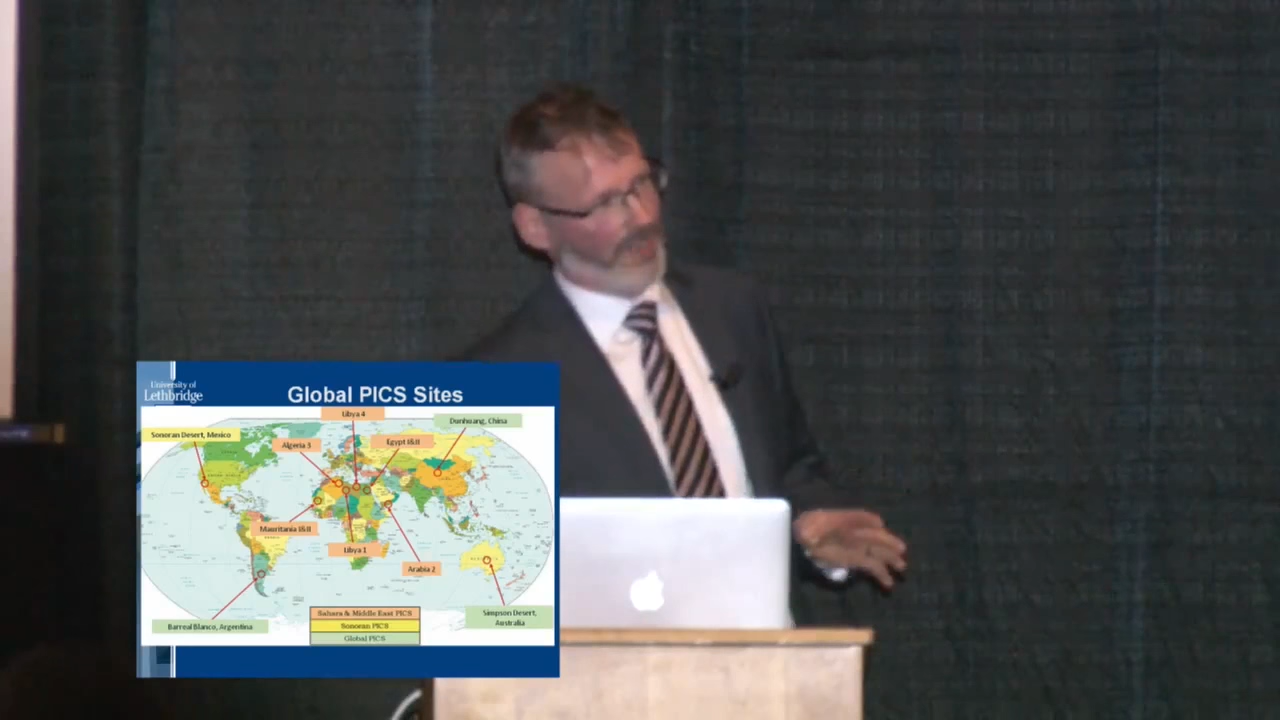 University of
Lethbridge
Global PICS Sites
Libya 4
Dunhoang, China
Sonoran Desert, Mexico
Algeria 3
Egypt I&II
Mauritania I&II
Libya 1
Arabia 2
Barreal Blanco, Argentina
Simpson Desert,
Australia
Sahara & Middle East PICS
Sonoran PICS
Global PICS